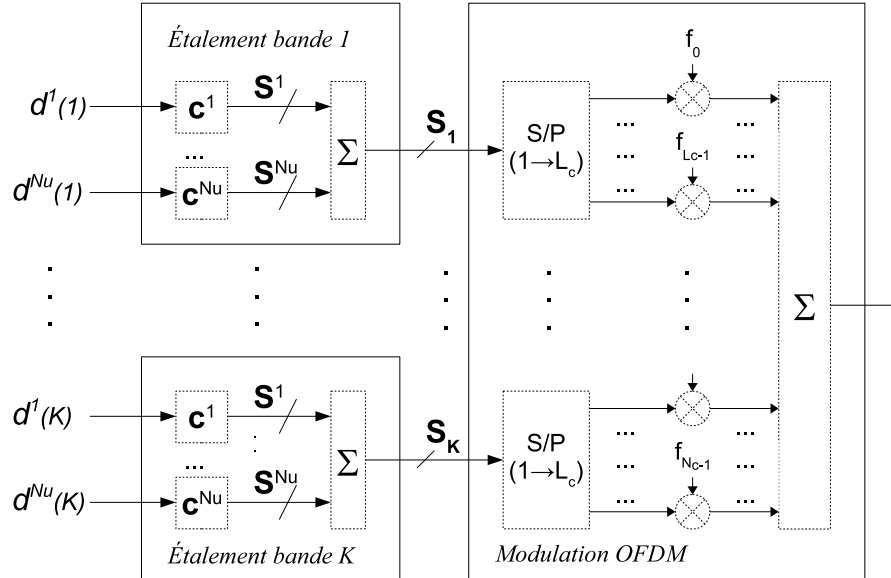 Étalement bande 1
d¹(1)
c¹
S¹
...
d^Nu(1)
c^Nu
S^Nu
Σ
S₁
S/P
(1→L_c)
f₀
...
...
f_Lc-1
...
...
...
...
Σ
d¹(K)
c¹
S¹
...
d^Nu(K)
c^Nu
S^Nu
Σ
S_K
S/P
(1→L_c)
...
...
f_Nc-1
...
...
...
...
Étalement bande K
Modulation OFDM